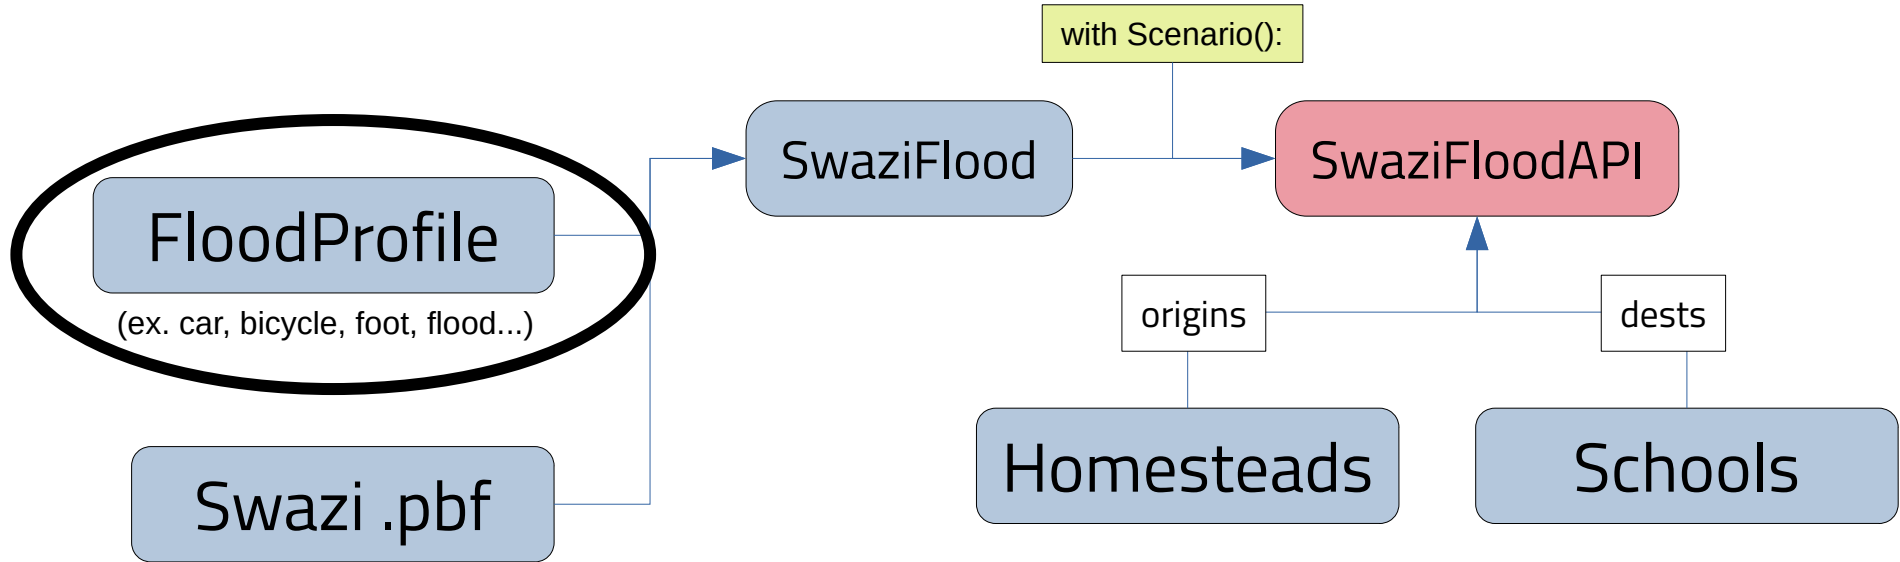 with Scenario():
SwaziFlood
SwaziFloodAPI
FloodProfile
(ex. car, bicycle, foot, flood...)
origins
dests
Homesteads
Schools
Swazi .pbf